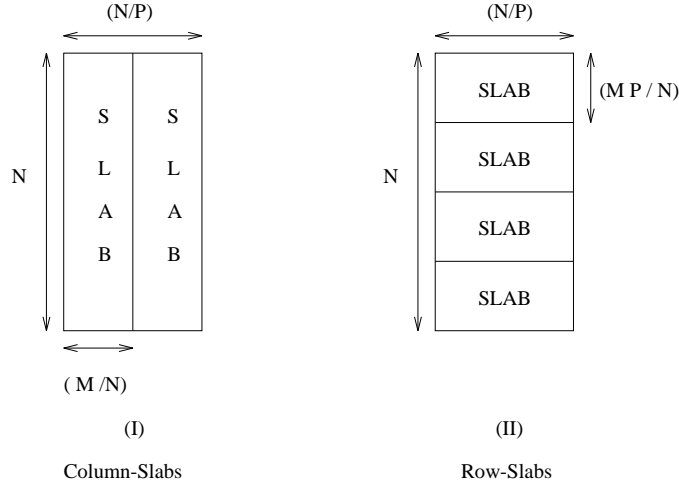 (N/P)
N
S S
L L
A A
B B
( M /N)
(I)
Column-Slabs
(N/P)
N
SLAB
(M P / N)
SLAB
SLAB
SLAB
(II)
Row-Slabs